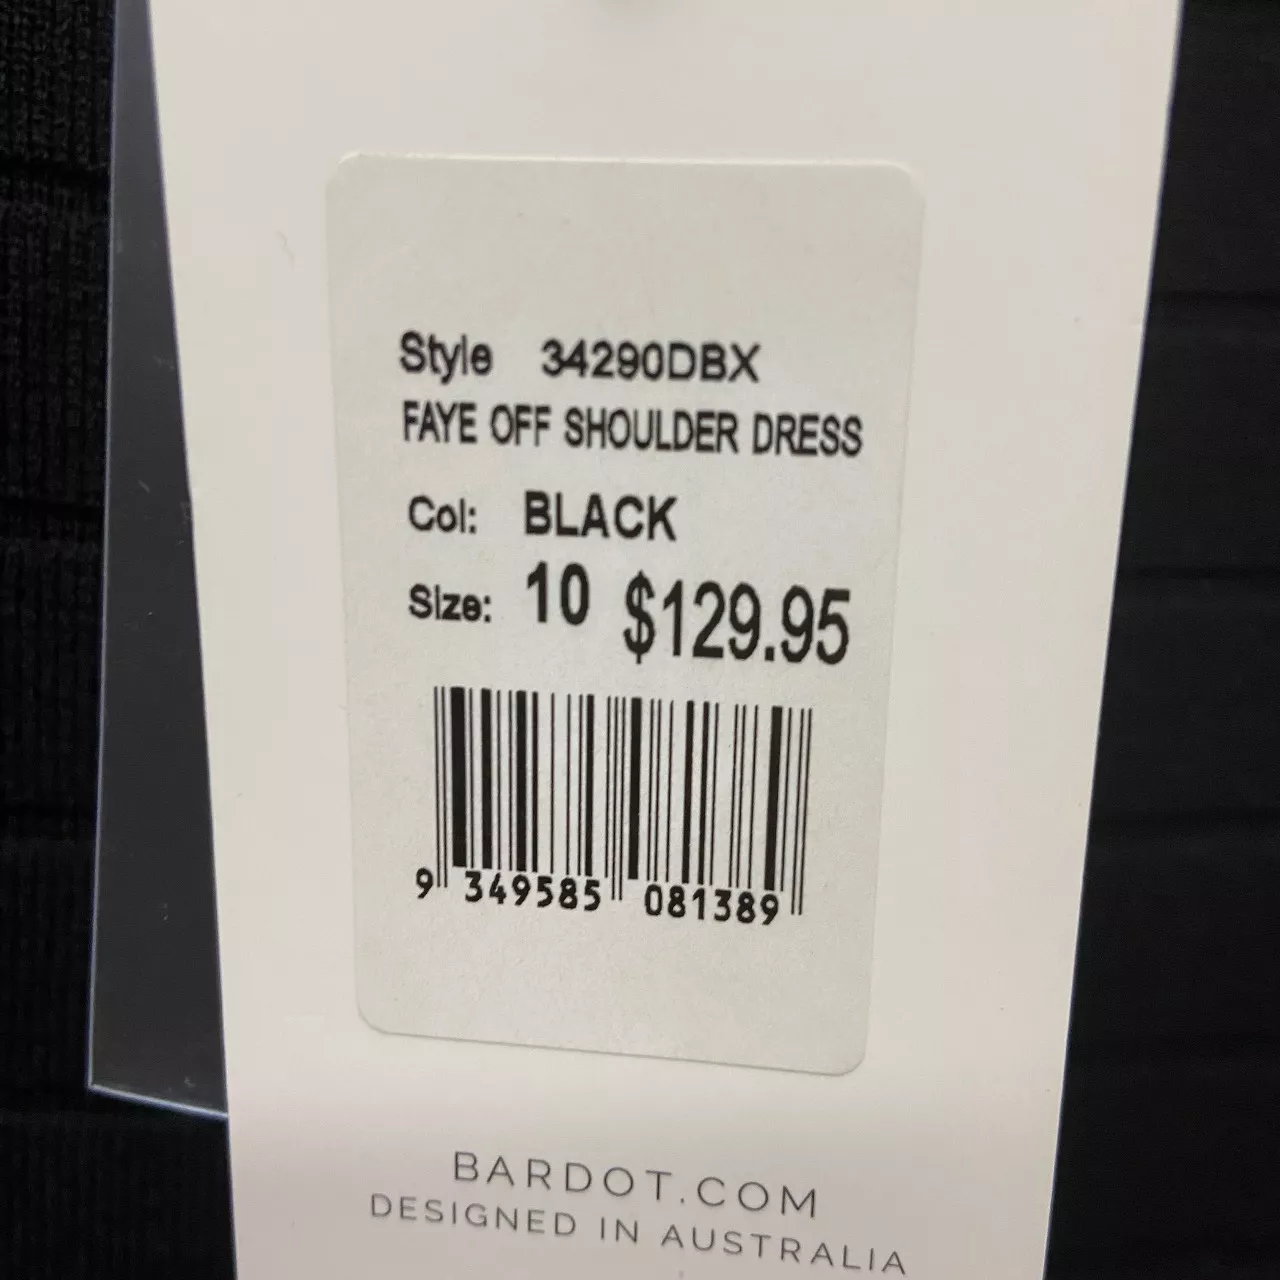 Style 34290DBX
FAYE OFF SHOULDER DRESS
Col: BLACK
Size: 10 $129.95
9 349585 081389
BARDOT.COM
DESIGNED IN AUSTRALIA